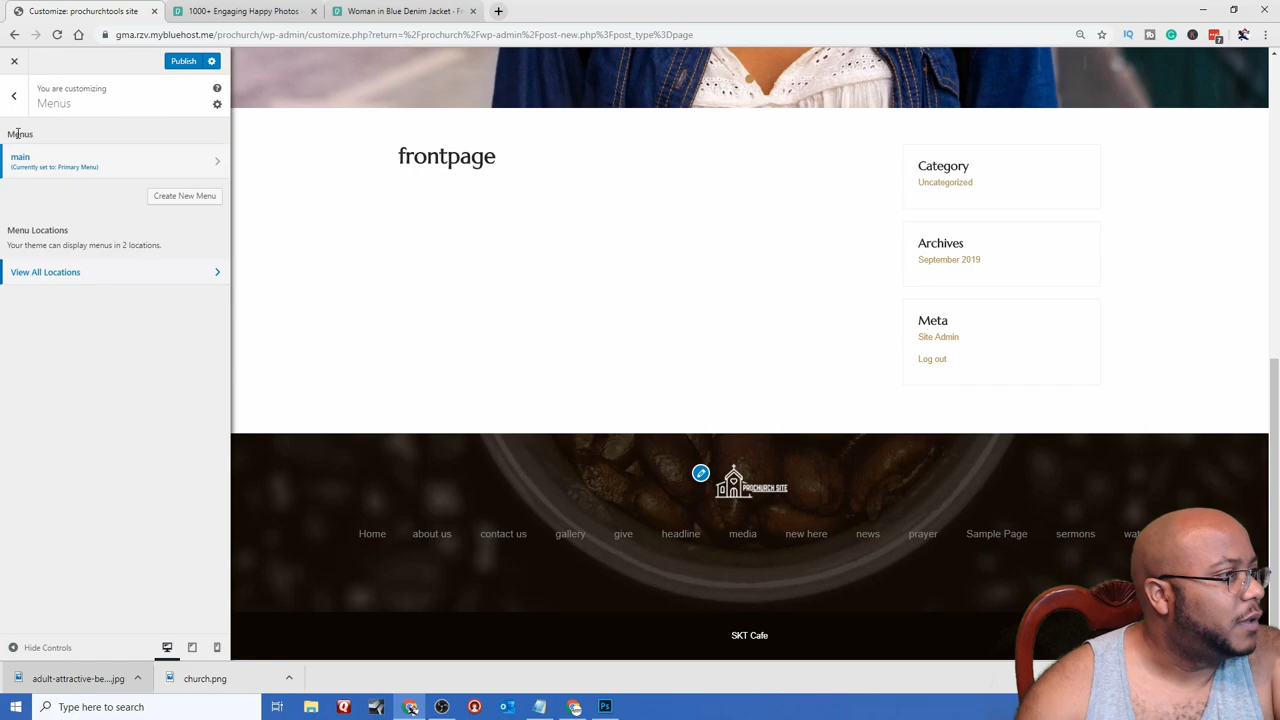 Customize: prochurchtools site
1000+ Engaging Happy Photos
Woman in Blue Denim Jacket · Fre
gma.rzv.mybluehost.me/prochurch/wp-admin/customize.php?return=%2Fprochurch%2Fwp-admin%2Fpost-new.php%3Fpost_type%3Dpage
Publish
You are customizing
Menus
Menus
main
(Currently set to: Primary Menu)
Create New Menu
Menu Locations
Your theme can display menus in 2 locations.
View All Locations
frontpage
Category
Uncategorized
Archives
September 2019
Meta
Site Admin
Log out
PROCHURCH SITE
Home about us contact us gallery give headline media new here news prayer Sample Page sermons wat
SKT Cafe
Hide Controls
adult-attractive-be....jpg
church.png
Type here to search